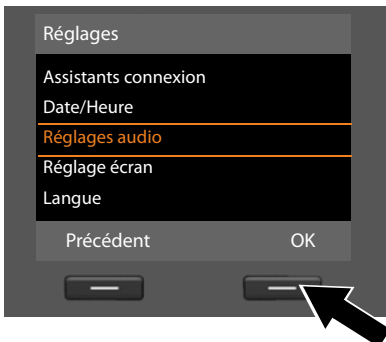 Réglages
Assistants connexion
Date/Heure
Réglages audio
Réglage écran
Langue
Précédent OK